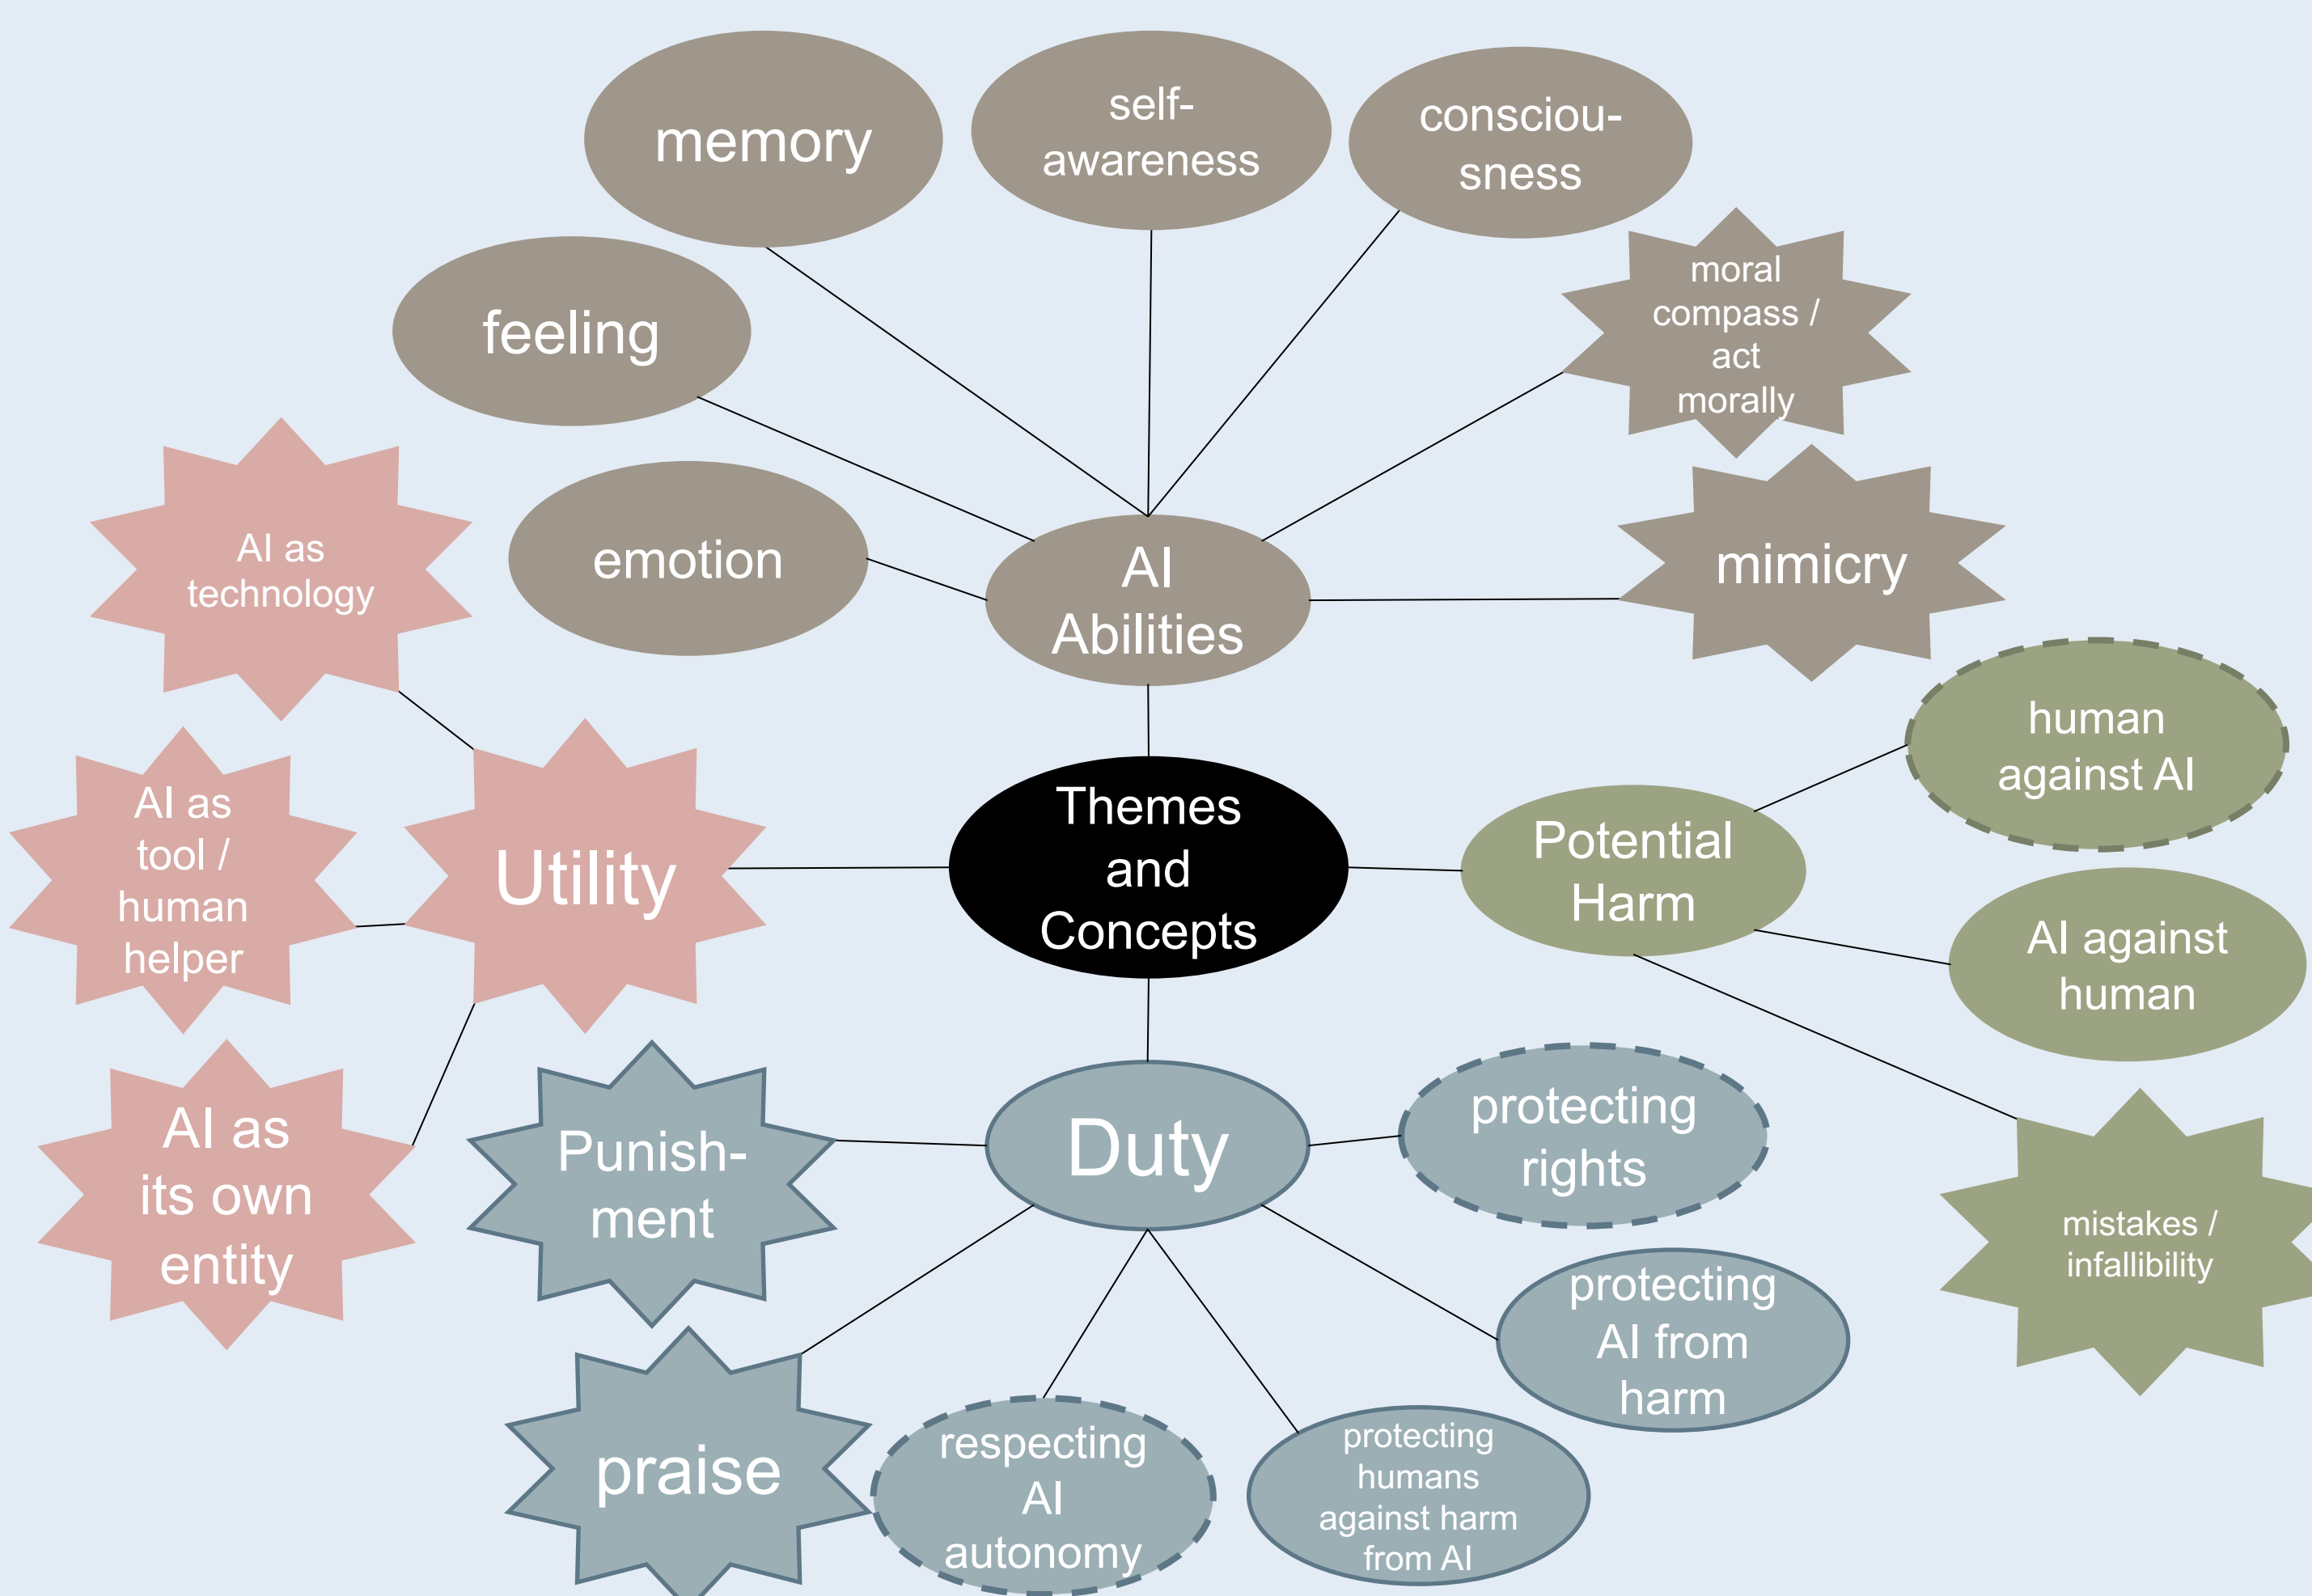 memory
self-
awareness
consciou-
sness
feeling
moral
compass /
act
morally
emotion
AI
Abilities
mimicry
AI as
technology
human
against AI
AI as
tool /
human
helper
Utility
Themes
and
Concepts
Potential
Harm
AI against
human
AI as
its own
entity
Punish-
ment
Duty
protecting
rights
mistakes /
infallibility
protecting
AI from
harm
praise
respecting
AI
autonomy
protecting
humans
against harm
from AI